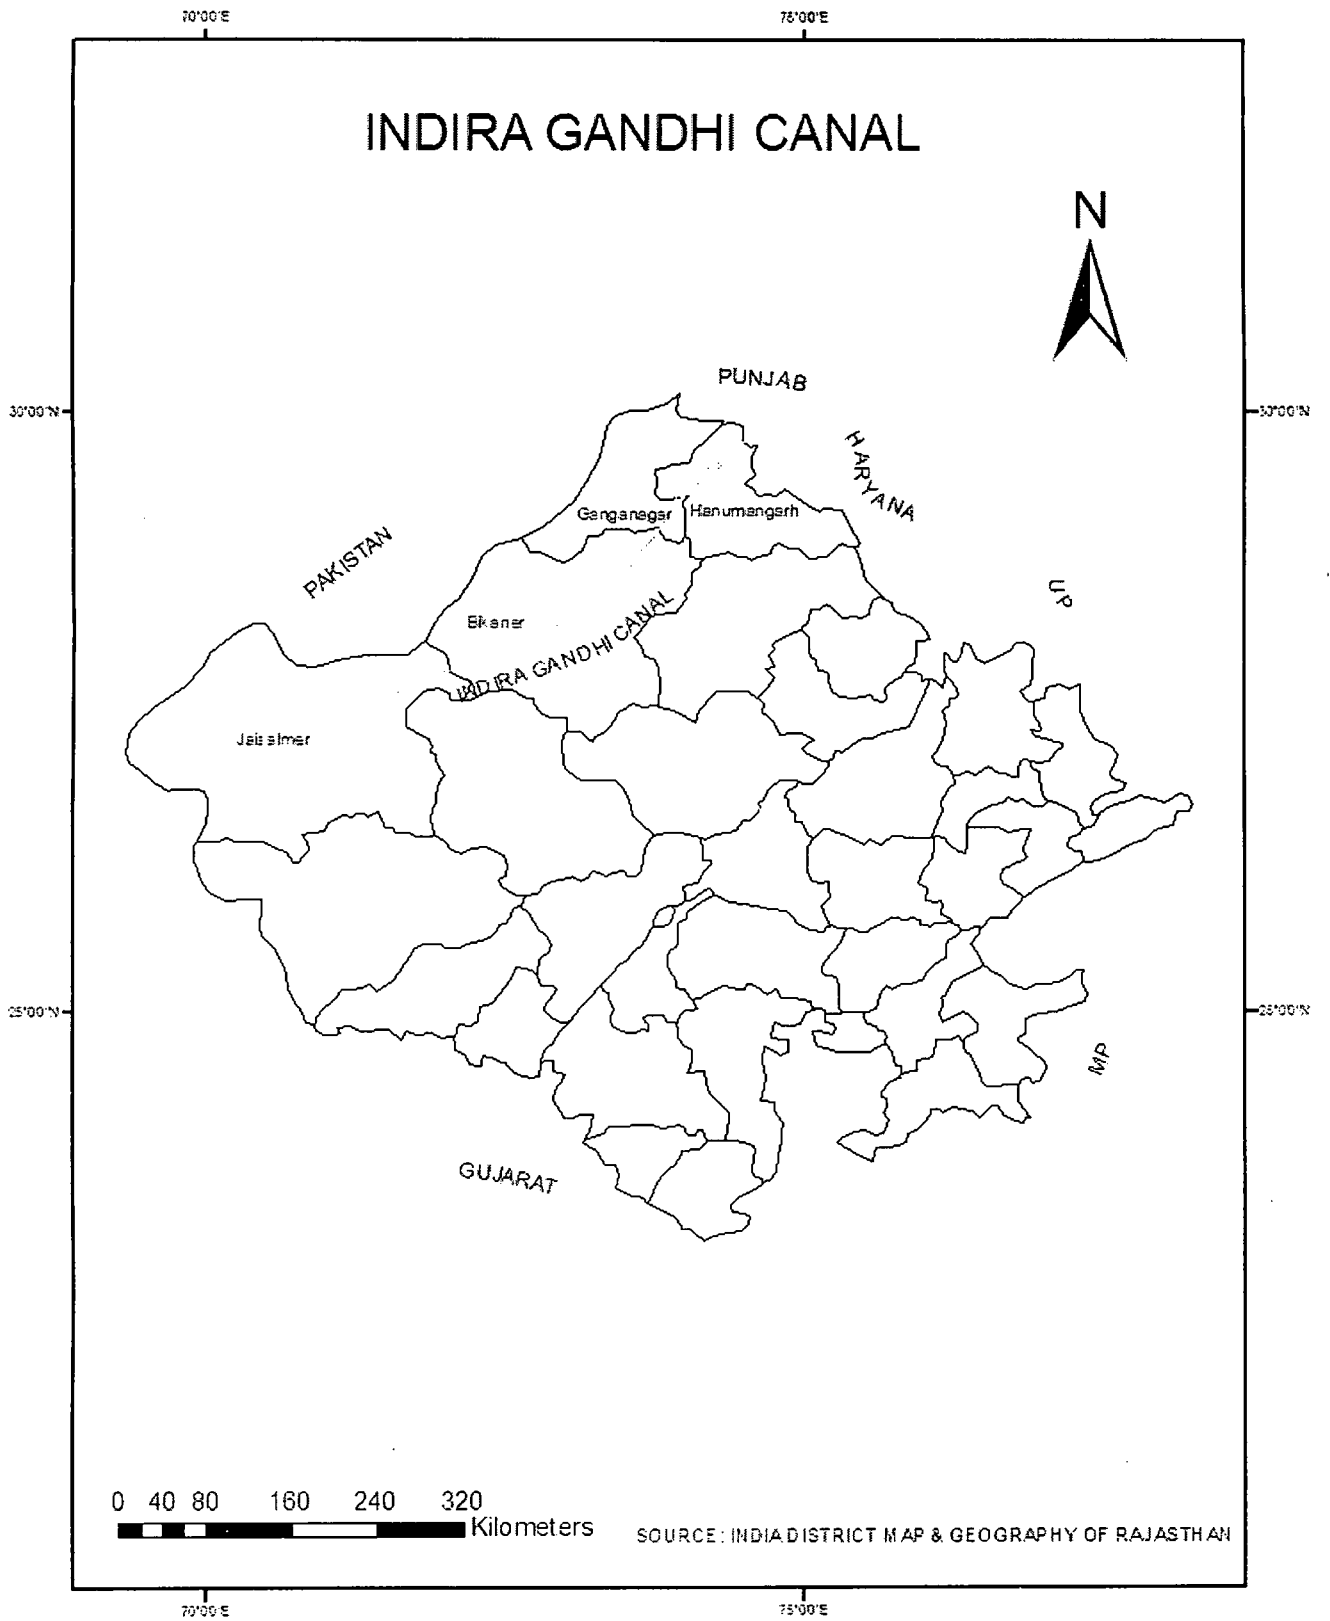 70°00'E 75°00'E
INDIRA GANDHI CANAL
N
PUNJAB
30°00'N 30°00'N
HARYANA
Ganganagar Hanumangarh
PAKISTAN
UP
Bikaner
INDIRA GANDHI CANAL
Jaisalmer
25°00'N 25°00'N
MP
GUJARAT
0 40 80 160 240 320
Kilometers
SOURCE: INDIA DISTRICT MAP & GEOGRAPHY OF RAJASTHAN
70°00'E 75°00'E